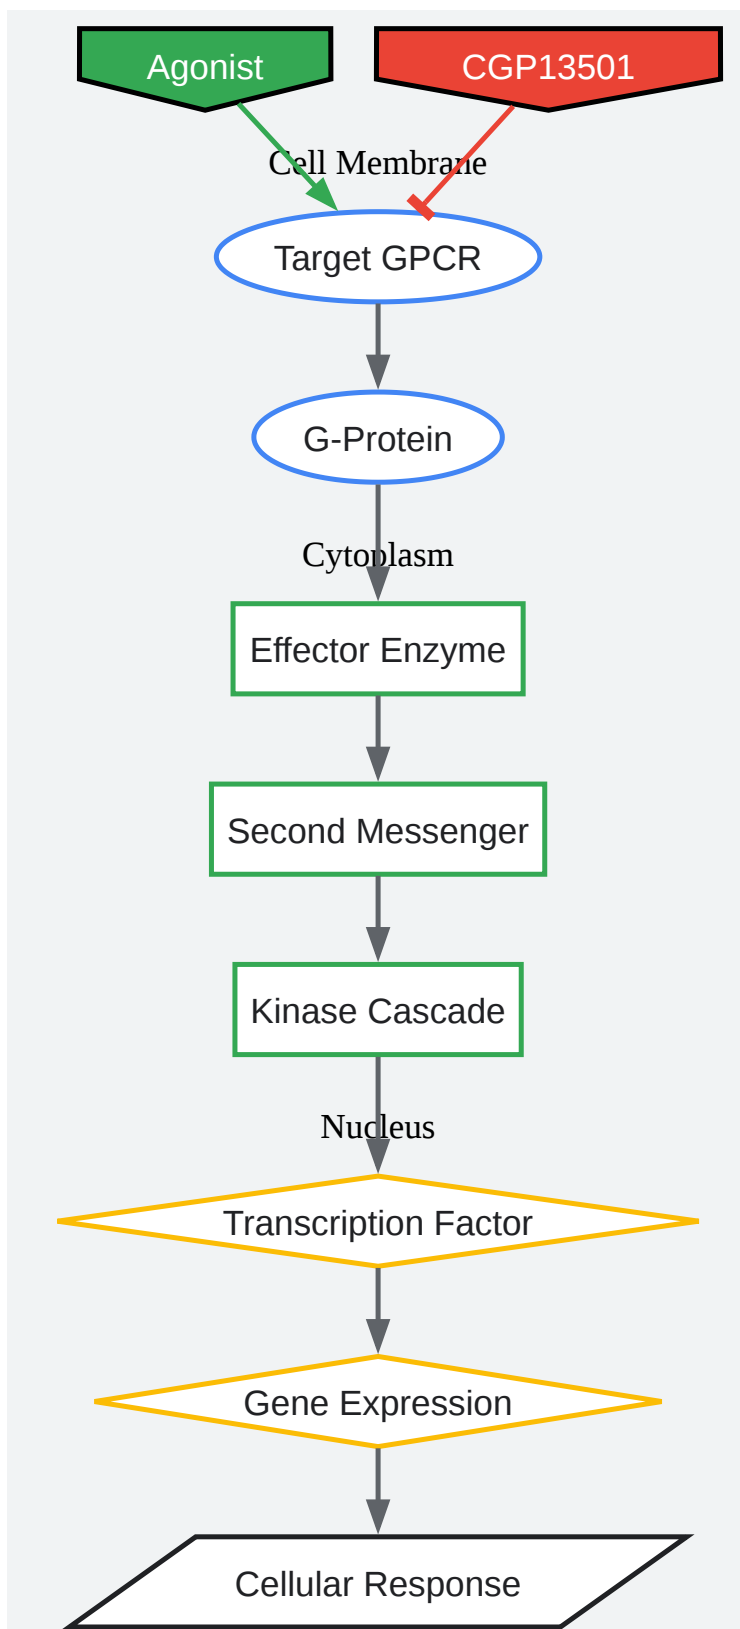 Agonist
CGP13501
Cell Membrane
Target GPCR
G-Protein
Cytoplasm
Effector Enzyme
Second Messenger
Kinase Cascade
Nucleus
Transcription Factor
Gene Expression
Cellular Response